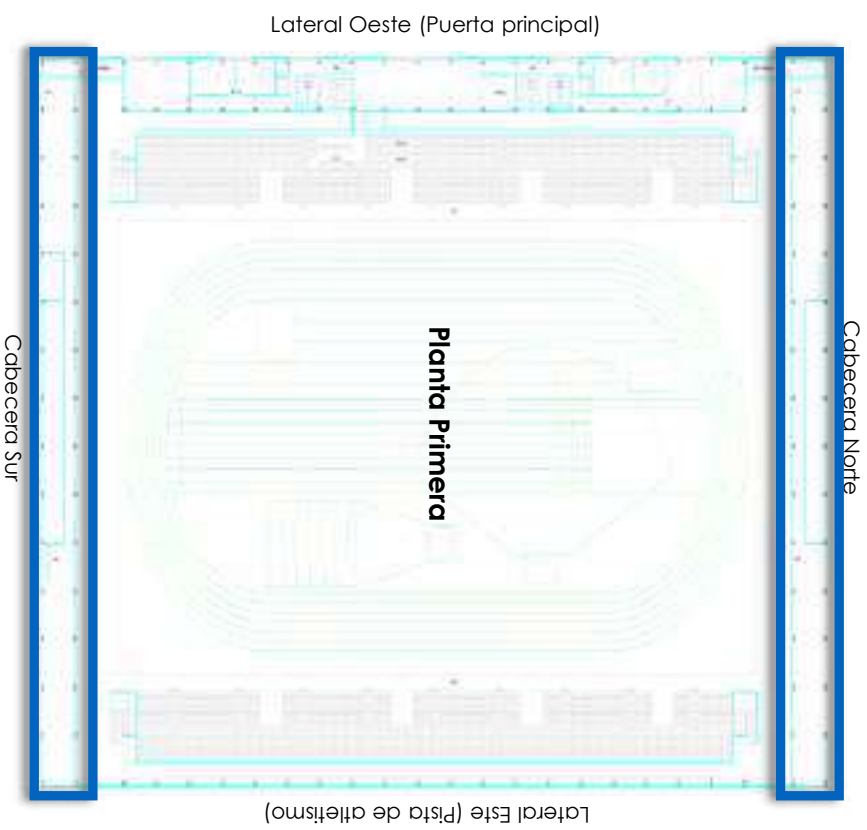 Lateral Oeste (Puerta principal)
Cabecera Sur
Planta Primera
Cabecera Norte
Lateral Este (Pista de atletismo)